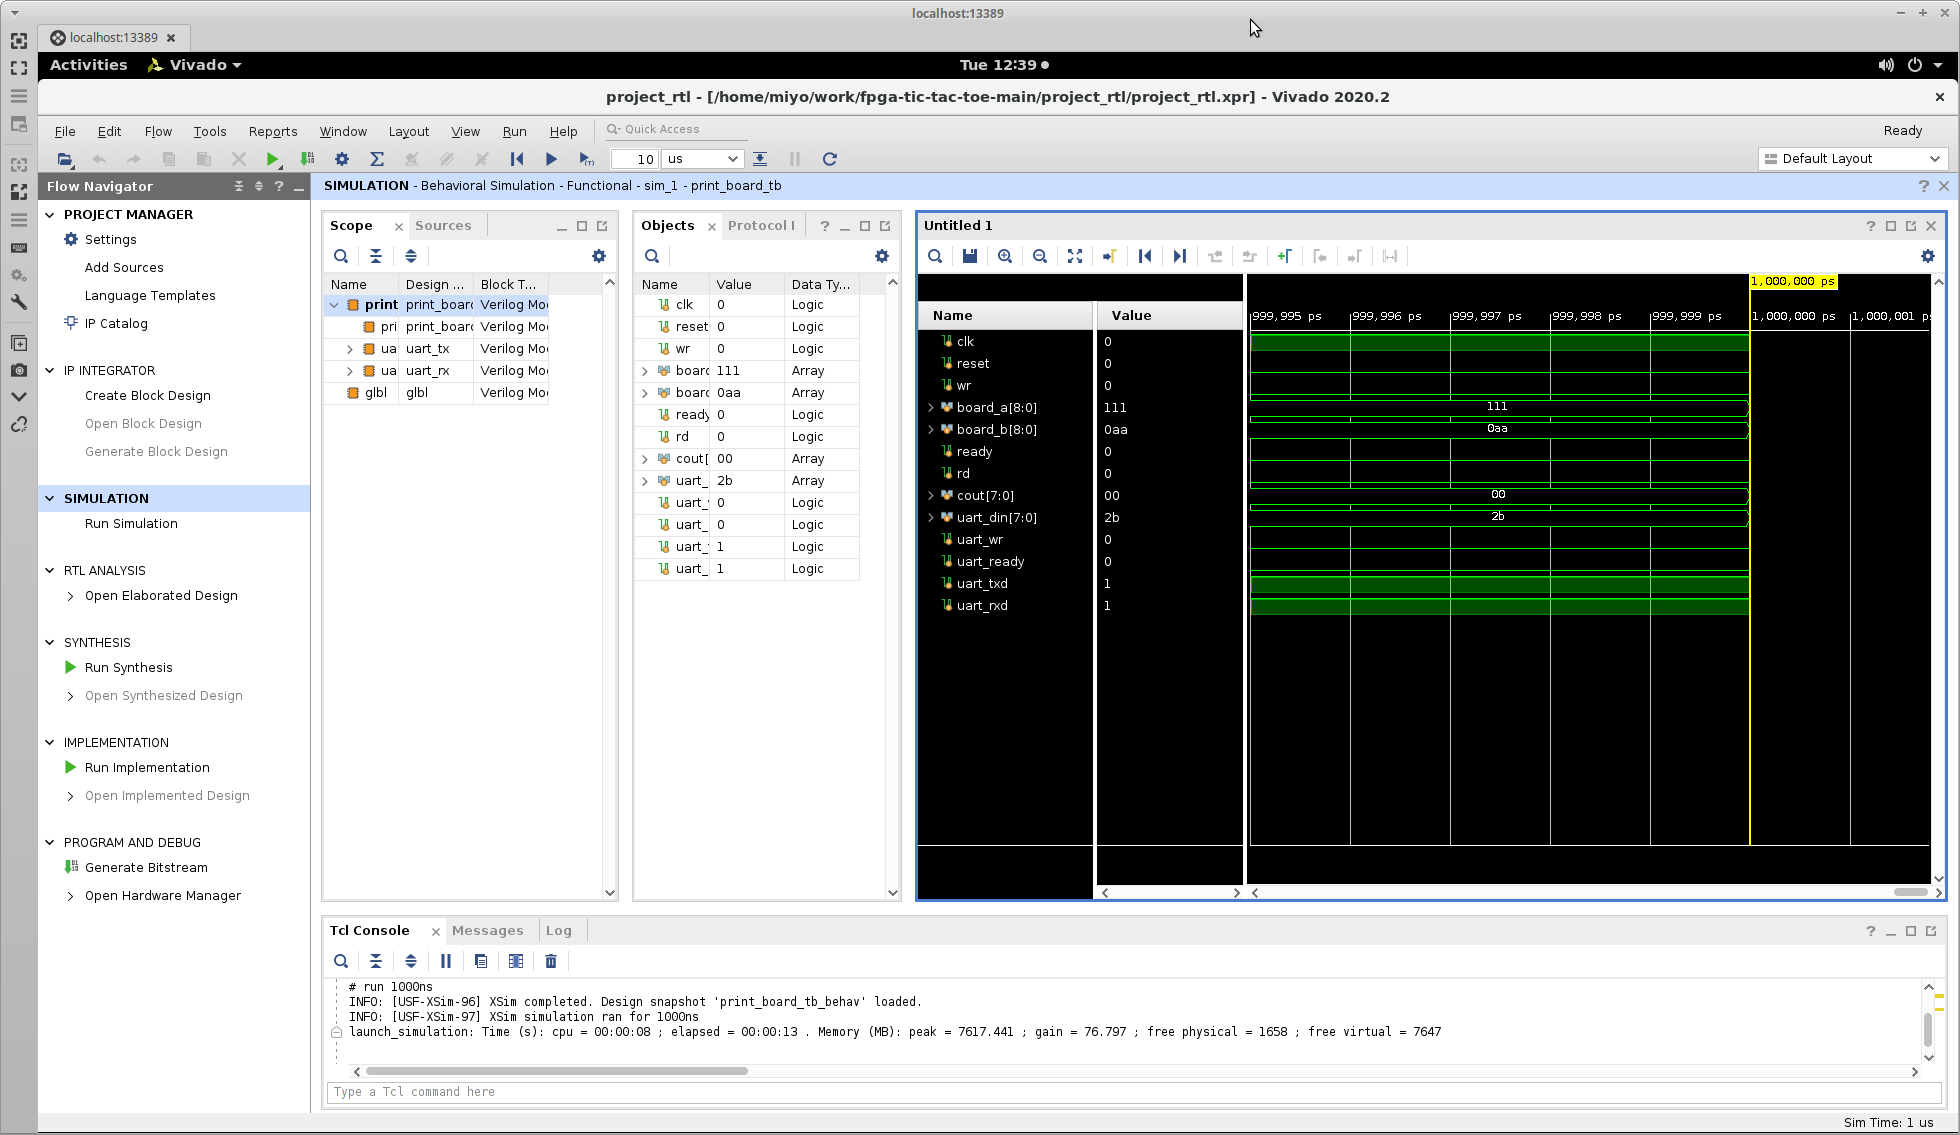 localhost:13389
localhost:13389
Activities
Vivado
Tue 12:39
project_rtl - [/home/miyo/work/fpga-tic-tac-toe-main/project_rtl/project_rtl.xpr] - Vivado 2020.2
File Edit Flow Tools Reports Window Layout View Run Help
Quick Access
Ready
10 us
Default Layout
Flow Navigator
SIMULATION - Behavioral Simulation - Functional - sim_1 - print_board_tb
PROJECT MANAGER
Settings
Add Sources
Language Templates
IP Catalog
IP INTEGRATOR
Create Block Design
Open Block Design
Generate Block Design
SIMULATION
Run Simulation
RTL ANALYSIS
Open Elaborated Design
SYNTHESIS
Run Synthesis
Open Synthesized Design
IMPLEMENTATION
Run Implementation
Open Implemented Design
PROGRAM AND DEBUG
Generate Bitstream
Open Hardware Manager
Scope Sources
Name Design ... Block T...
print print_board Verilog Mo
pri print_board Verilog Mo
ua uart_tx Verilog Mo
ua uart_rx Verilog Mo
glbl glbl Verilog Mo
Objects Protocol I
Name Value Data Ty...
clk 0 Logic
reset 0 Logic
wr 0 Logic
board 111 Array
board 0aa Array
ready 0 Logic
rd 0 Logic
cout[ 00 Array
uart_ 2b Array
uart_ 0 Logic
uart_ 0 Logic
uart_ 1 Logic
uart_ 1 Logic
Untitled 1
1,000,000 ps
Name Value
999,995 ps 999,996 ps 999,997 ps 999,998 ps 999,999 ps 1,000,000 ps 1,000,001 ps
clk 0
reset 0
wr 0
board_a[8:0] 111 111
board_b[8:0] 0aa 0aa
ready 0
rd 0
cout[7:0] 00 00
uart_din[7:0] 2b 2b
uart_wr 0
uart_ready 0
uart_txd 1
uart_rxd 1
Tcl Console Messages Log
# run 1000ns
INFO: [USF-XSim-96] XSim completed. Design snapshot 'print_board_tb_behav' loaded.
INFO: [USF-XSim-97] XSim simulation ran for 1000ns
launch_simulation: Time (s): cpu = 00:00:08 ; elapsed = 00:00:13 . Memory (MB): peak = 7617.441 ; gain = 76.797 ; free physical = 1658 ; free virtual = 7647
Type a Tcl command here
Sim Time: 1 us